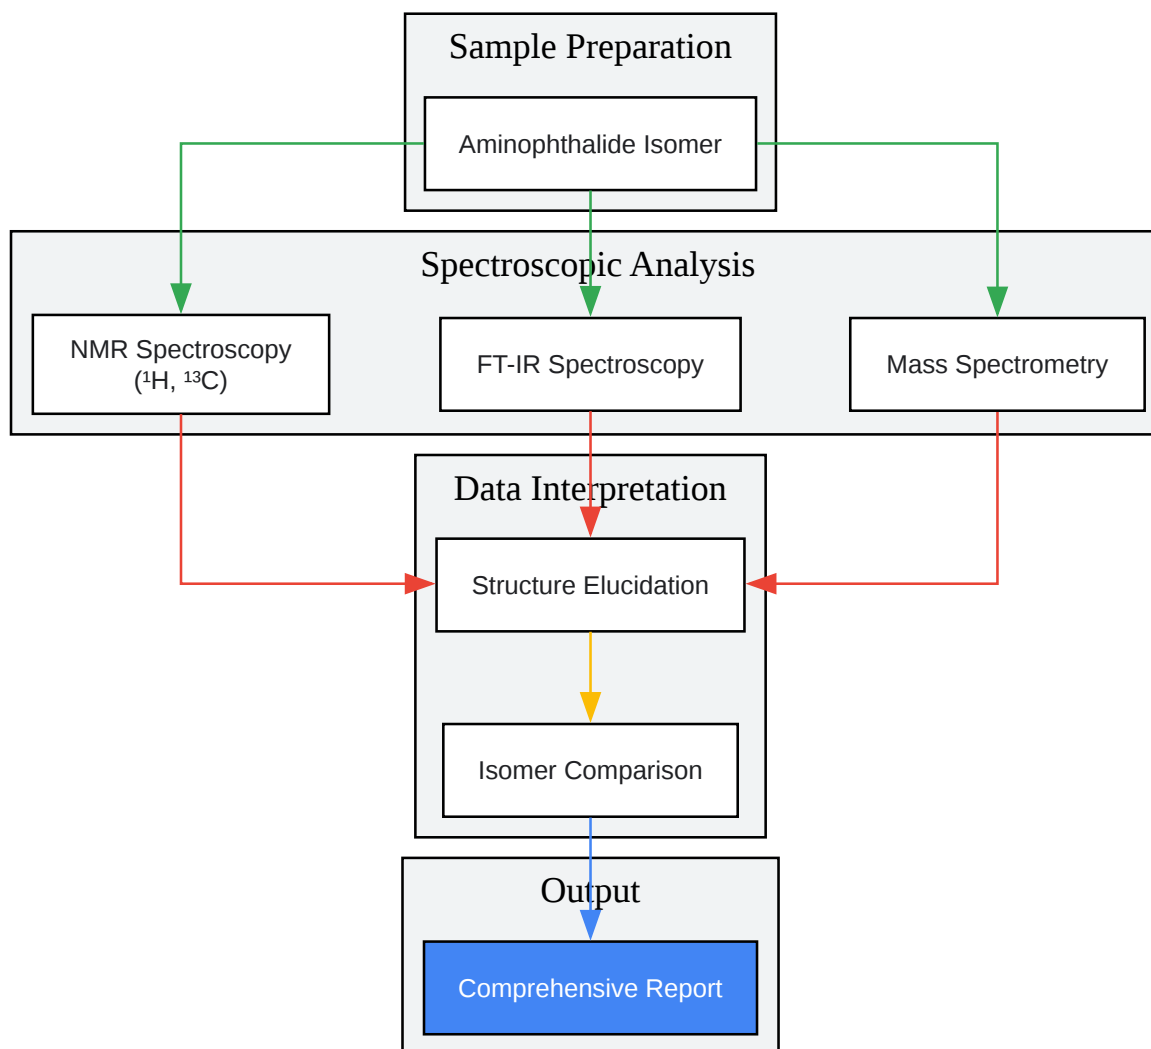 Sample Preparation
Aminophthalide Isomer
Spectroscopic Analysis
NMR Spectroscopy
(¹H, ¹³C)
FT-IR Spectroscopy
Mass Spectrometry
Data Interpretation
Structure Elucidation
Isomer Comparison
Output
Comprehensive Report